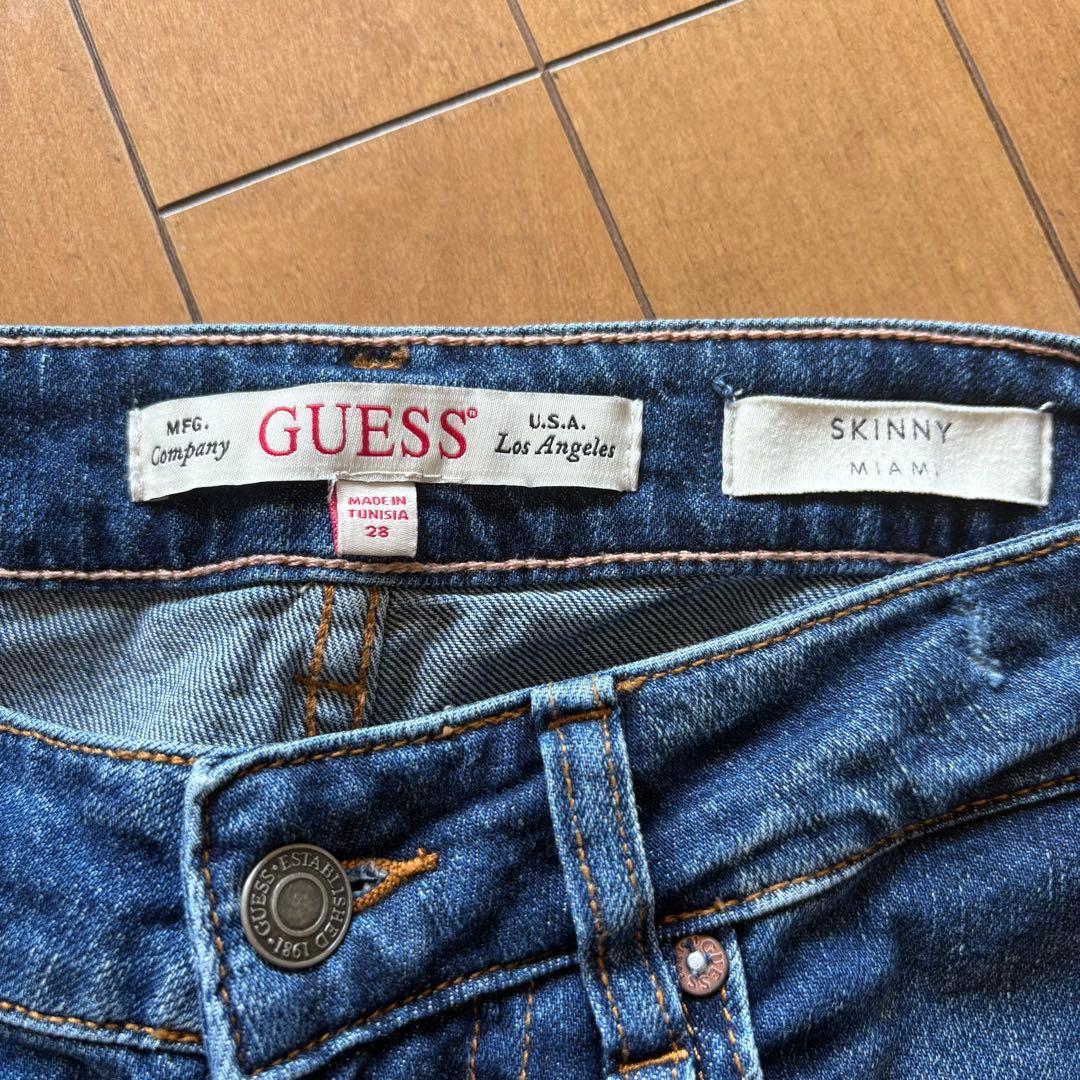 MFG.
Company
GUESS®
U.S.A.
Los Angeles
MADE IN
TUNISIA
28
SKINNY
MIAMI
GUESS • ESTABLISHED 1981 •
GUESS